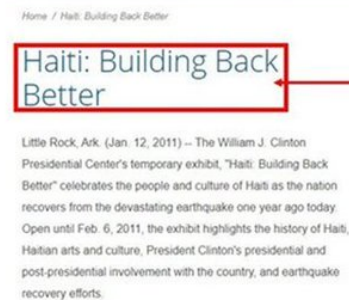 Home / Haiti: Building Back Better
Haiti: Building Back
Better
Little Rock, Ark. (Jan. 12, 2011) -- The William J. Clinton
Presidential Center's temporary exhibit, "Haiti: Building Back
Better" celebrates the people and culture of Haiti as the nation
recovers from the devastating earthquake one year ago today.
Open until Feb. 6, 2011, the exhibit highlights the history of Haiti,
Haitian arts and culture, President Clinton's presidential and
post-presidential involvement with the country, and earthquake
recovery efforts.